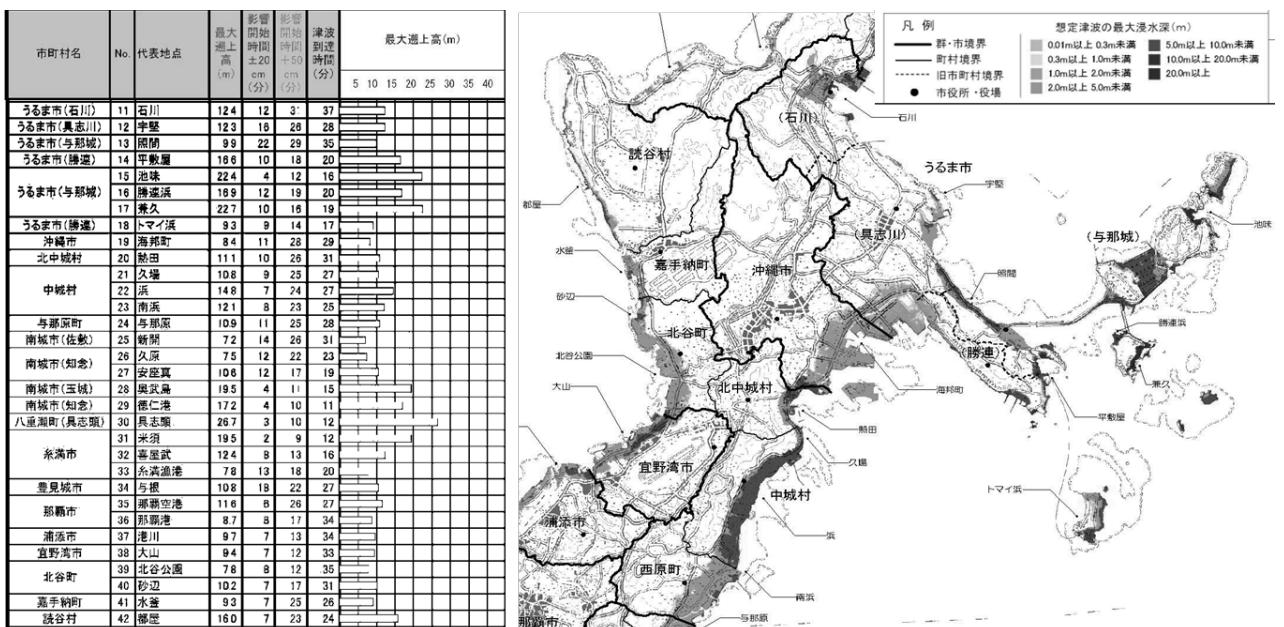 市町村名 No. 代表地点 最大遡上高(m) 影響開始時間±20cm(分) 影響開始時間+50cm(分) 津波到達時間(分) 最大遡上高(m)
5 10 15 20 25 30 35 40
うるま市(石川) 11 石川 12.4 12 31 37
うるま市(具志川) 12 宇堅 12.3 16 26 28
うるま市(与那城) 13 照間 9.9 22 29 35
うるま市(勝連) 14 平敷屋 16.6 10 18 20
うるま市(与那城) 15 池味 22.4 4 12 16
16 勝連浜 16.9 12 19 20
17 兼久 22.7 10 16 19
うるま市(勝連) 18 トマイ浜 9.3 9 14 17
沖縄市 19 海邦町 8.4 11 28 29
北中城村 20 熱田 11.1 10 26 31
中城村 21 久場 10.8 9 25 27
22 浜 14.8 7 24 27
23 南浜 12.1 8 23 25
与那原町 24 与那原 10.9 11 25 28
南城市(佐敷) 25 新開 7.2 14 26 31
南城市(知念) 26 久原 7.5 12 22 23
27 安座真 10.6 12 17 19
南城市(玉城) 28 奥武島 19.5 4 11 15
南城市(知念) 29 徳仁港 17.2 4 10 11
八重瀬町(具志頭) 30 具志頭 26.7 3 10 12
糸満市 31 米須 19.5 2 9 12
32 喜屋武 12.4 8 13 16
33 糸満漁港 7.8 13 18 20
豊見城市 34 与根 10.8 18 22 27
那覇市 35 那覇空港 11.6 6 26 27
36 那覇港 8.7 8 17 34
浦添市 37 港川 9.7 7 13 34
宜野湾市 38 大山 9.4 7 12 33
北谷町 39 北谷公園 7.8 8 12 35
40 砂辺 10.2 7 17 31
嘉手納町 41 水釜 9.3 7 25 26
読谷村 42 都屋 16.0 7 23 24
凡 例
群・市境界
町村境界
旧市町村境界
市役所・役場
想定津波の最大浸水深(m)
0.01m以上 0.3m未満
0.3m以上 1.0m未満
1.0m以上 2.0m未満
2.0m以上 5.0m未満
5.0m以上 10.0m未満
10.0m以上 20.0m未満
20.0m以上
(石川)
石川
読谷村
うるま市
宇堅
都屋
(具志川)
池味
(与那城)
水釜
嘉手納町
沖縄市
照間
砂辺
北谷町
勝連浜
(勝連)
北谷公園
北中城村
海邦町
兼久
大山
平敷屋
熱田
宜野湾市
久場
中城村
トマイ浜
浦添市
浜
西原町
南浜
与那原
那覇市